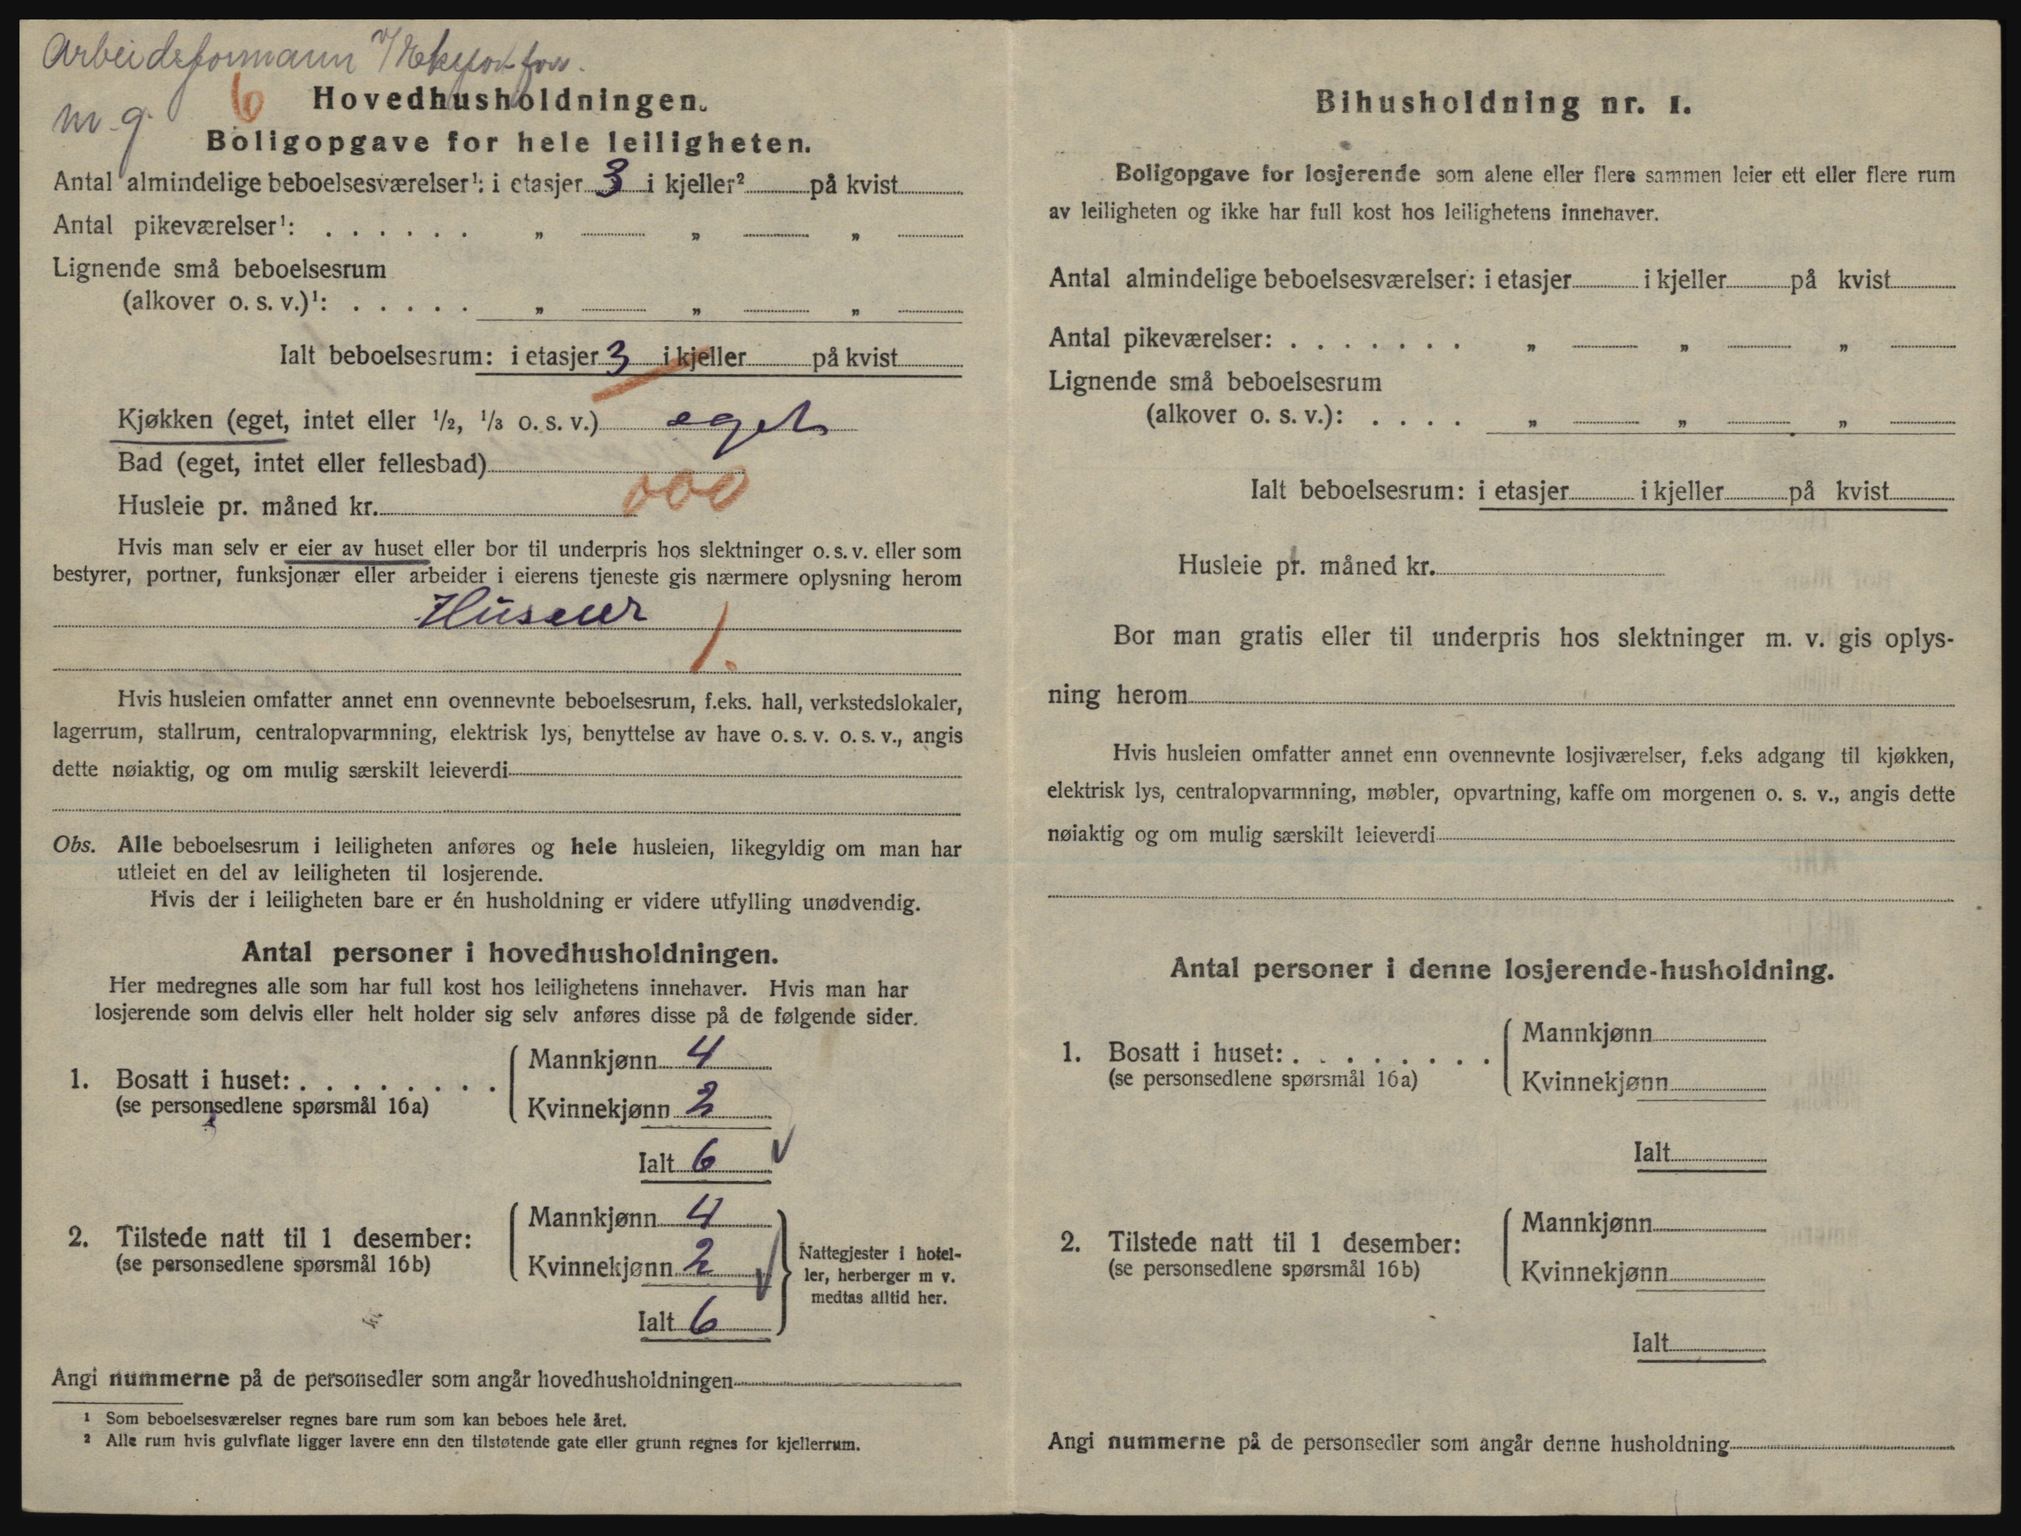 Arbeidsformann v/
m. g. 6
Hovedhusholdningen.
Boligopgave for hele leiligheten.
Antal almindelige beboelsesværelser¹: i etasjer 3 i kjeller² på kvist
Antal pikeværelser¹: . . . . . . „ „ „
Lignende små beboelsesrum
(alkover o. s. v.)¹: . . . . . „ „ „
Ialt beboelsesrum: i etasjer 3 i kjeller på kvist
Kjøkken (eget, intet eller ½, ⅓ o. s. v.) eget
Bad (eget, intet eller fellesbad)
Husleie pr. måned kr. 000
Hvis man selv er eier av huset eller bor til underpris hos slektninger o. s. v. eller som
bestyrer, portner, funksjonær eller arbeider i eierens tjeneste gis nærmere oplysning herom
Huseier
1.
Hvis husleien omfatter annet enn ovennevnte beboelsesrum, f.eks. hall, verkstedslokaler,
lagerrum, stallrum, centralopvarmning, elektrisk lys, benyttelse av have o. s. v. o. s. v., angis
dette nøiaktig, og om mulig særskilt leieverdi
Obs. Alle beboelsesrum i leiligheten anføres og hele husleien, likegyldig om man har
utleiet en del av leiligheten til losjerende.
Hvis der i leiligheten bare er én husholdning er videre utfylling unødvendig.
Antal personer i hovedhusholdningen.
Her medregnes alle som har full kost hos leilighetens innehaver. Hvis man har
losjerende som delvis eller helt holder sig selv anføres disse på de følgende sider.
Mannkjønn 4
1. Bosatt i huset: . . . . . . . .
(se personsedlene spørsmål 16a)
Kvinnekjønn 2
Ialt 6
Mannkjønn 4
2. Tilstede natt til 1 desember:
(se personsedlene spørsmål 16b)
Kvinnekjønn 2
Ialt 6
Nattegjester i hotel-
ler, herberger m v.
medtas alltid her.
Angi nummerne på de personsedler som angår hovedhusholdningen
¹ Som beboelsesværelser regnes bare rum som kan beboes hele året.
² Alle rum hvis gulvflate ligger lavere enn den tilstøtende gate eller grunn regnes for kjellerrum.
Bihusholdning nr. 1.
Boligopgave for losjerende som alene eller flere sammen leier ett eller flere rum
av leiligheten og ikke har full kost hos leilighetens innehaver.
Antal almindelige beboelsesværelser: i etasjer i kjeller på kvist
Antal pikeværelser: . . . . . . . „ „ „
Lignende små beboelsesrum
(alkover o. s. v.): . . . . „ „ „
Ialt beboelsesrum: i etasjer i kjeller på kvist
Husleie pr. måned kr.
Bor man gratis eller til underpris hos slektninger m. v. gis oplys-
ning herom
Hvis husleien omfatter annet enn ovennevnte losjiværelser, f.eks adgang til kjøkken,
elektrisk lys, centralopvarmning, møbler, opvartning, kaffe om morgenen o. s. v., angis dette
nøiaktig og om mulig særskilt leieverdi
Antal personer i denne losjerende-husholdning.
Mannkjønn
1. Bosatt i huset: . . . . . . . .
(se personsedlene spørsmål 16a)
Kvinnekjønn
Ialt
Mannkjønn
2. Tilstede natt til 1 desember:
(se personsedlene spørsmål 16b)
Kvinnekjønn
Ialt
Angi nummerne på de personsedler som angår denne husholdning